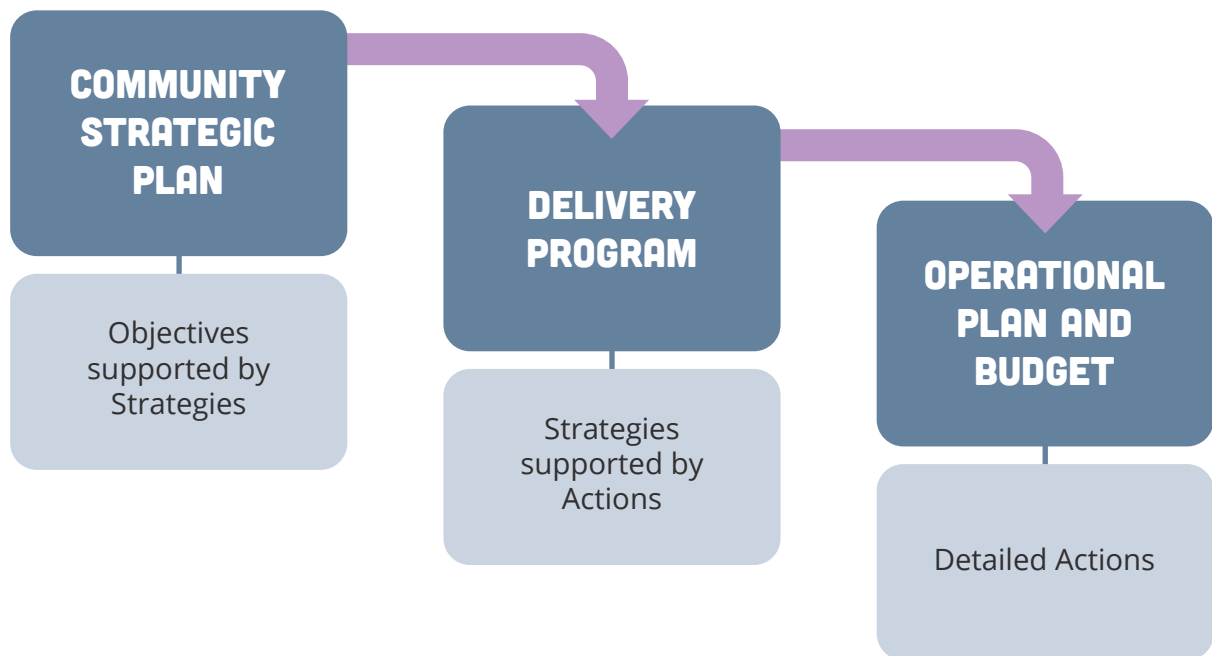 COMMUNITY
STRATEGIC
PLAN
Objectives
supported by
Strategies
DELIVERY
PROGRAM
Strategies
supported by
Actions
OPERATIONAL
PLAN AND
BUDGET
Detailed Actions